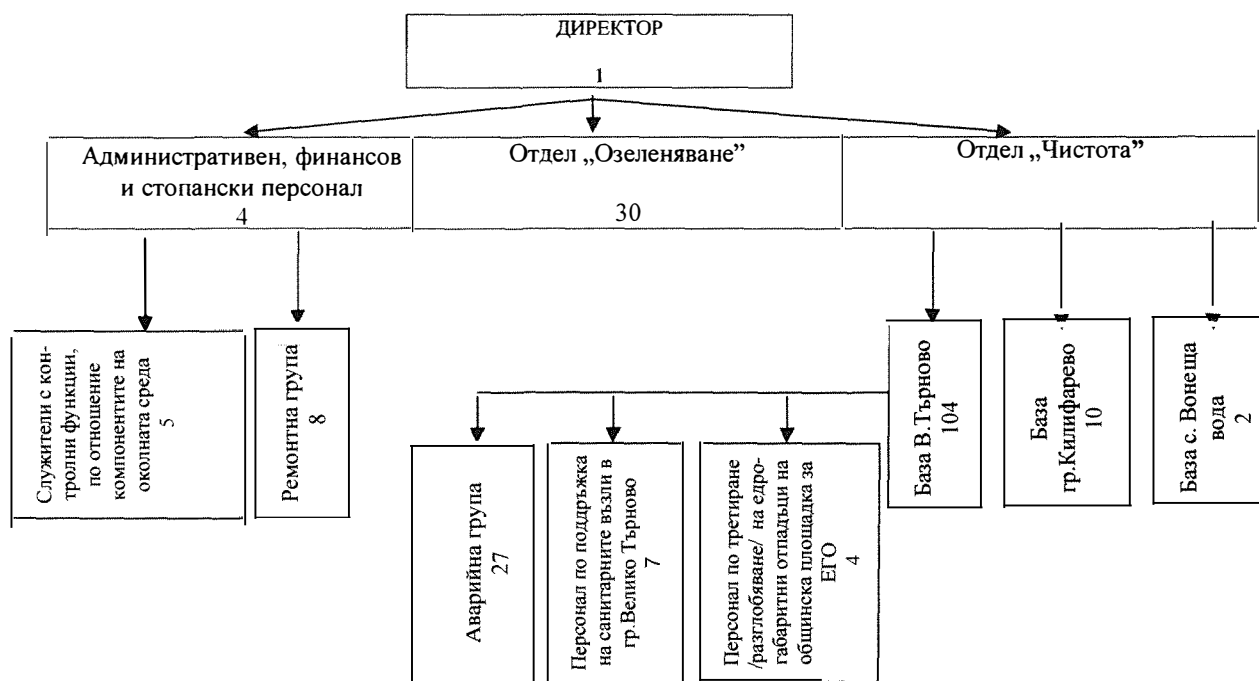 ДИРЕКТОР
1
Административен, финансов
и стопански персонал
4
Отдел „Озеленяване”
30
Отдел „Чистота”
Служители с кон-
тролни функции,
по отношение
компонентите на
околната среда
5
Ремонтна група
8
Аварийна група
27
Персонал по поддръжка
на санитарните възли в
гр.Велико Търново
7
Персонал по третиране
/разглобяване/ на едро-
габаритни отпадъци на
общинска площадка за
ЕГО
4
База В.Търново
104
База
гр.Килифарево
10
База с. Вонеща
вода
2